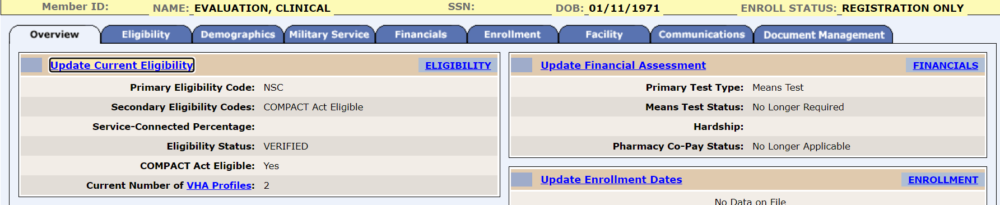 Member ID: NAME: EVALUATION, CLINICAL SSN: DOB: 01/11/1971 ENROLL STATUS: REGISTRATION ONLY
Overview Eligibility Demographics Military Service Financials Enrollment Facility Communications Document Management
Update Current Eligibility ELIGIBILITY
Primary Eligibility Code: NSC
Secondary Eligibility Codes: COMPACT Act Eligible
Service-Connected Percentage:
Eligibility Status: VERIFIED
COMPACT Act Eligible: Yes
Current Number of VHA Profiles: 2
Update Financial Assessment FINANCIALS
Primary Test Type: Means Test
Means Test Status: No Longer Required
Hardship:
Pharmacy Co-Pay Status: No Longer Applicable
Update Enrollment Dates ENROLLMENT
No Data on File